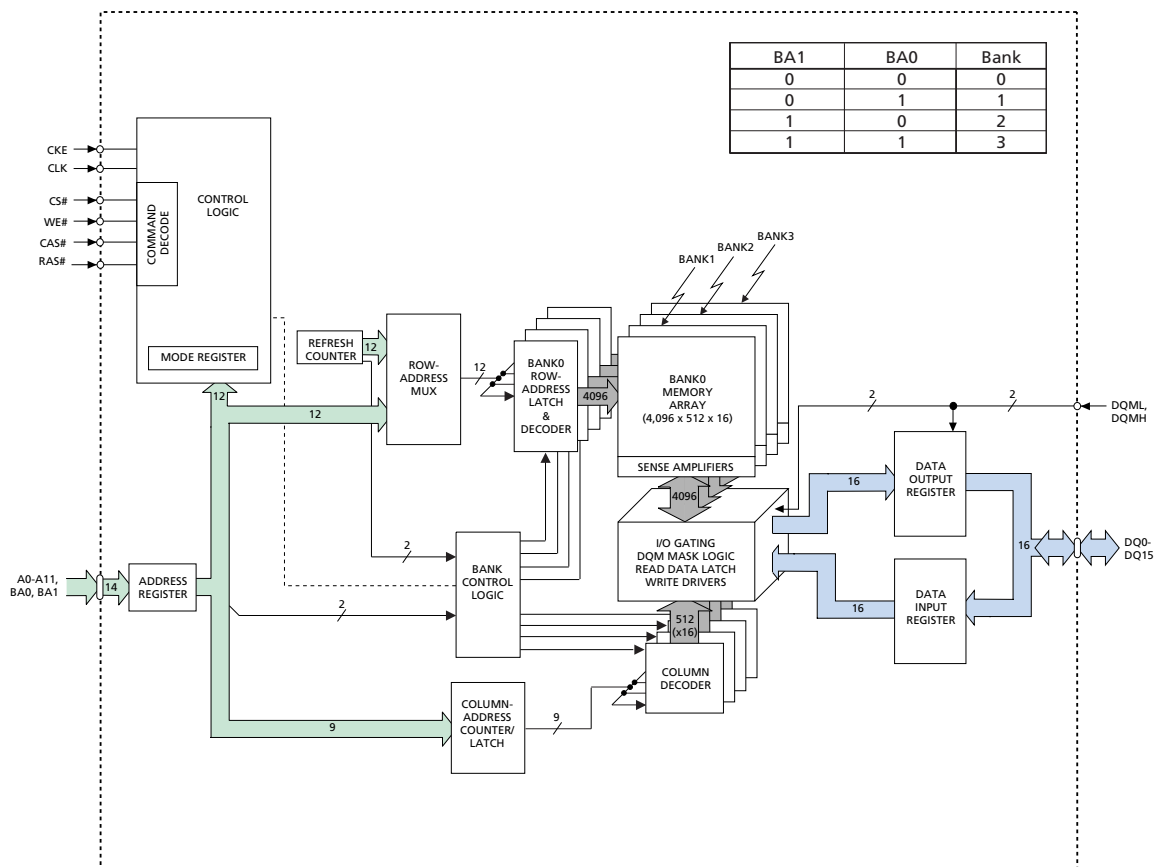 BA1 BA0 Bank
0 0 0
0 1 1
1 0 2
1 1 3
CKE
CLK
CS#
WE#
CAS#
RAS#
COMMAND
DECODE
CONTROL
LOGIC
MODE REGISTER
12
REFRESH
COUNTER
12
ROW-
ADDRESS
MUX
12
12
BANK0
ROW-
ADDRESS
LATCH
&
DECODER
4096
BANK1
BANK2
BANK3
BANK0
MEMORY
ARRAY
(4,096 x 512 x 16)
SENSE AMPLIFIERS
4096
I/O GATING
DQM MASK LOGIC
READ DATA LATCH
WRITE DRIVERS
512
(x16)
COLUMN
DECODER
2
2
DQML,
DQMH
DATA
OUTPUT
REGISTER
16
16
DQ0-
DQ15
DATA
INPUT
REGISTER
16
A0-A11,
BA0, BA1
14
ADDRESS
REGISTER
2
2
BANK
CONTROL
LOGIC
9
COLUMN-
ADDRESS
COUNTER/
LATCH
9